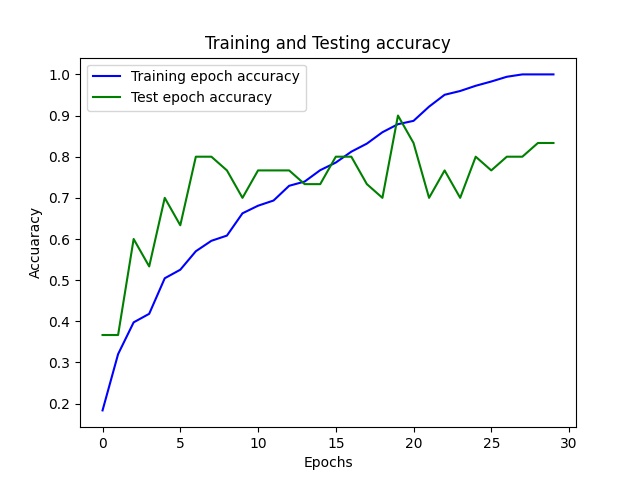 Training and Testing accuracy
Training epoch accuracy
Test epoch accuracy
1.0
0.9
0.8
0.7
0.6
0.5
0.4
0.3
0.2
Accuaracy
0 5 10 15 20 25 30
Epochs